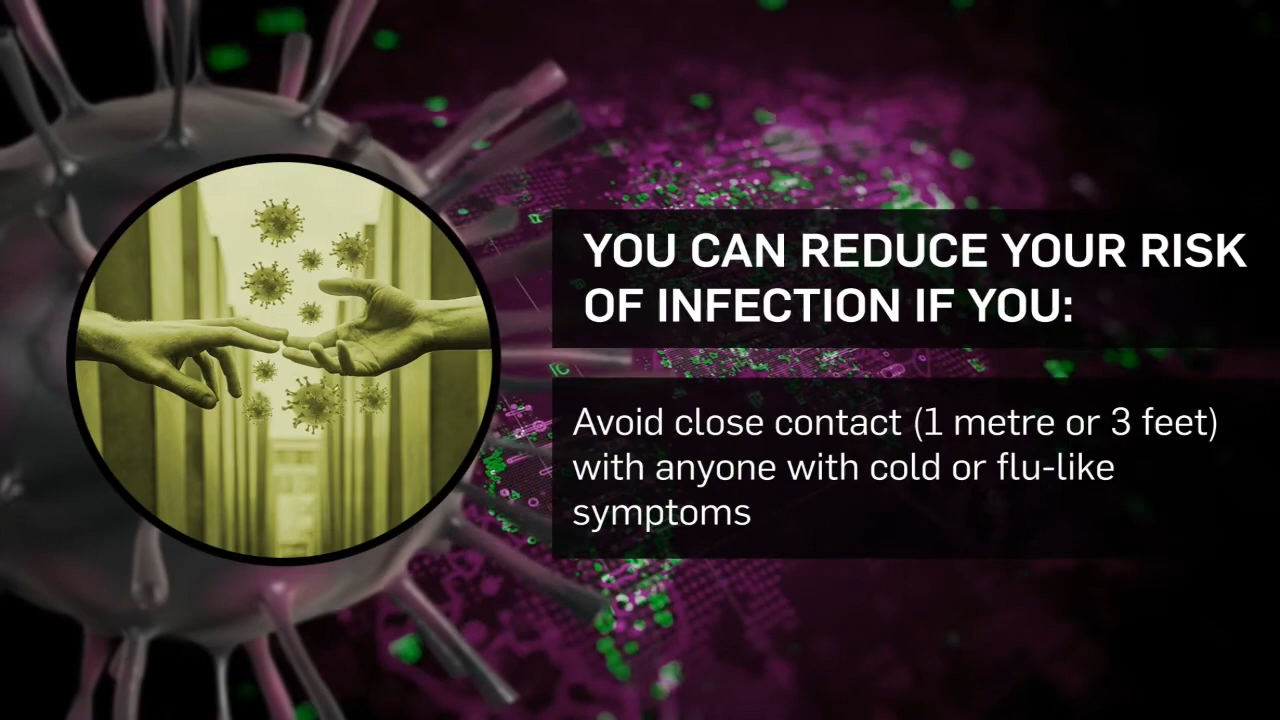 YOU CAN REDUCE YOUR RISK
OF INFECTION IF YOU:
Avoid close contact (1 metre or 3 feet)
with anyone with cold or flu-like
symptoms